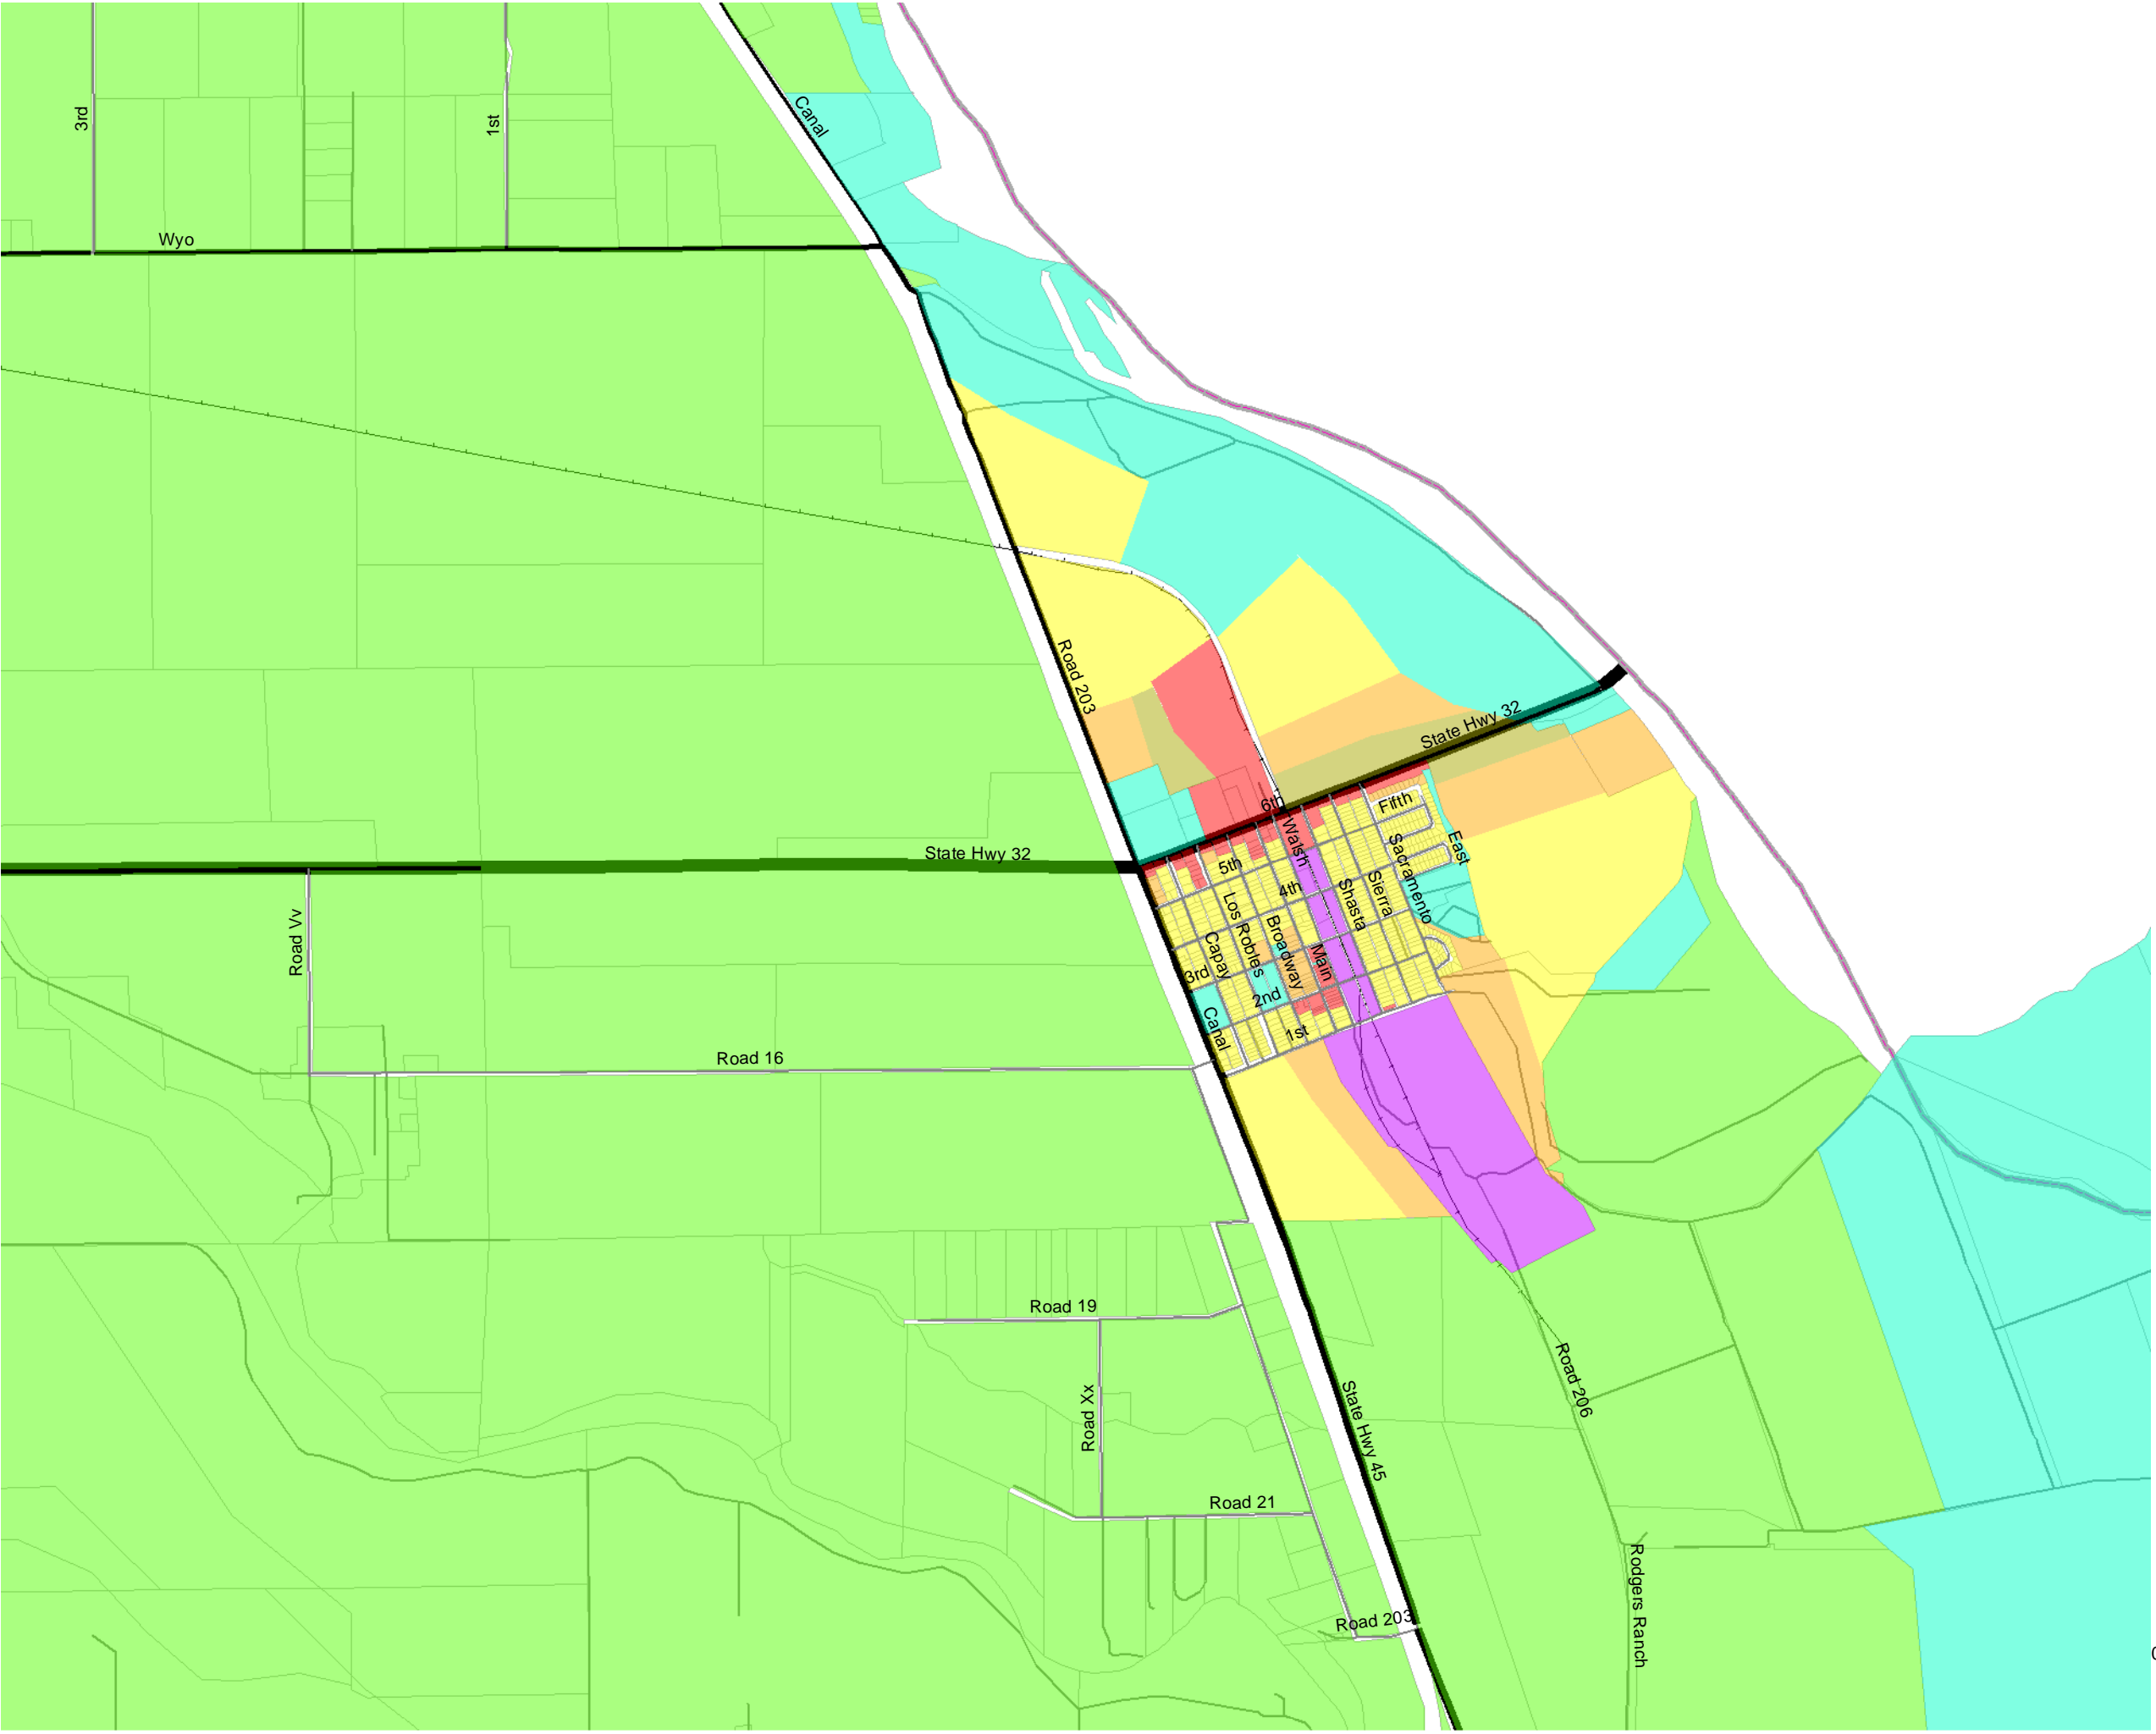 3rd
1st
Canal
Wyo
Road 203
State Hwy 32
6th
Fifth
Walsh
East
Sacramento
State Hwy 32
5th
4th
Sierra
Shasta
Los Robles
Broadway
Capay
Main
3rd
2nd
Canal
1st
Road Vv
Road 16
Road 19
Road Xx
Road 206
State Hwy 45
Road 21
Rodgers Ranch
Road 203